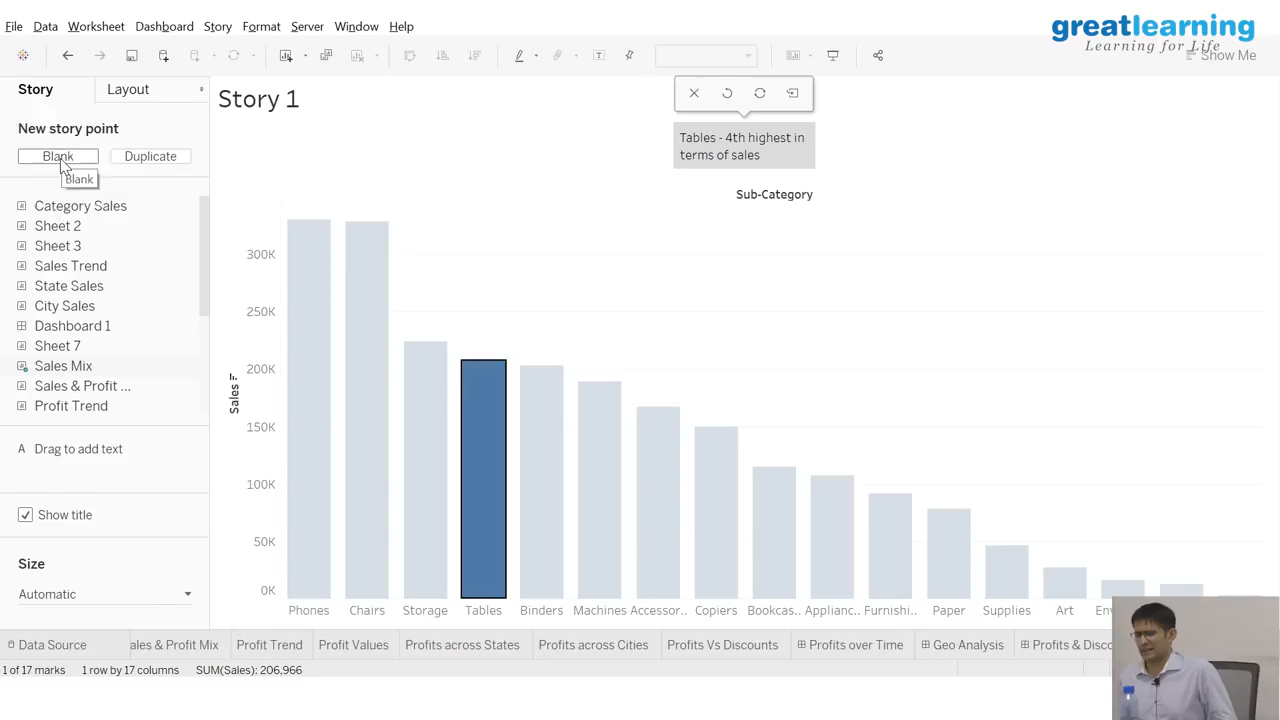 File Data Worksheet Dashboard Story Format Server Window Help
greatlearning
Learning for Life
Show Me
Story
Layout
Story 1
New story point
Blank
Duplicate
Blank
Tables - 4th highest in
terms of sales
Category Sales
Sheet 2
Sheet 3
Sales Trend
State Sales
City Sales
Dashboard 1
Sheet 7
Sales Mix
Sales & Profit ...
Profit Trend
A Drag to add text
Show title
Size
Automatic
Sub-Category
300K
250K
200K
150K
100K
50K
0K
Sales
Phones Chairs Storage Tables Binders Machines Accessor.. Copiers Bookcas.. Applianc.. Furnishi.. Paper Supplies Art
Data Source ales & Profit Mix Profit Trend Profit Values Profits across States Profits across Cities Profits Vs Discounts Profits over Time Geo Analysis Profits & Disco
1 of 17 marks 1 row by 17 columns SUM(Sales): 206,966